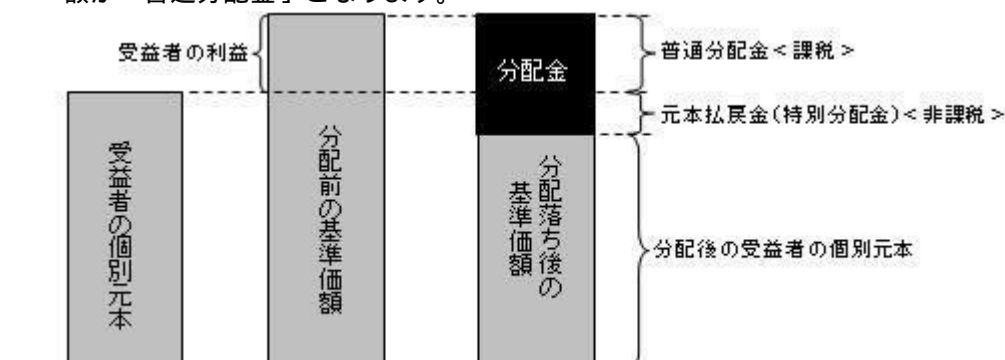 額が「普通分配金」となります。
受益者の利益
分配金
普通分配金<課税>
元本払戻金(特別分配金)<非課税>
受益者の個別元本
分配前の基準価額
分配落ち後の
基準価額
分配後の受益者の個別元本